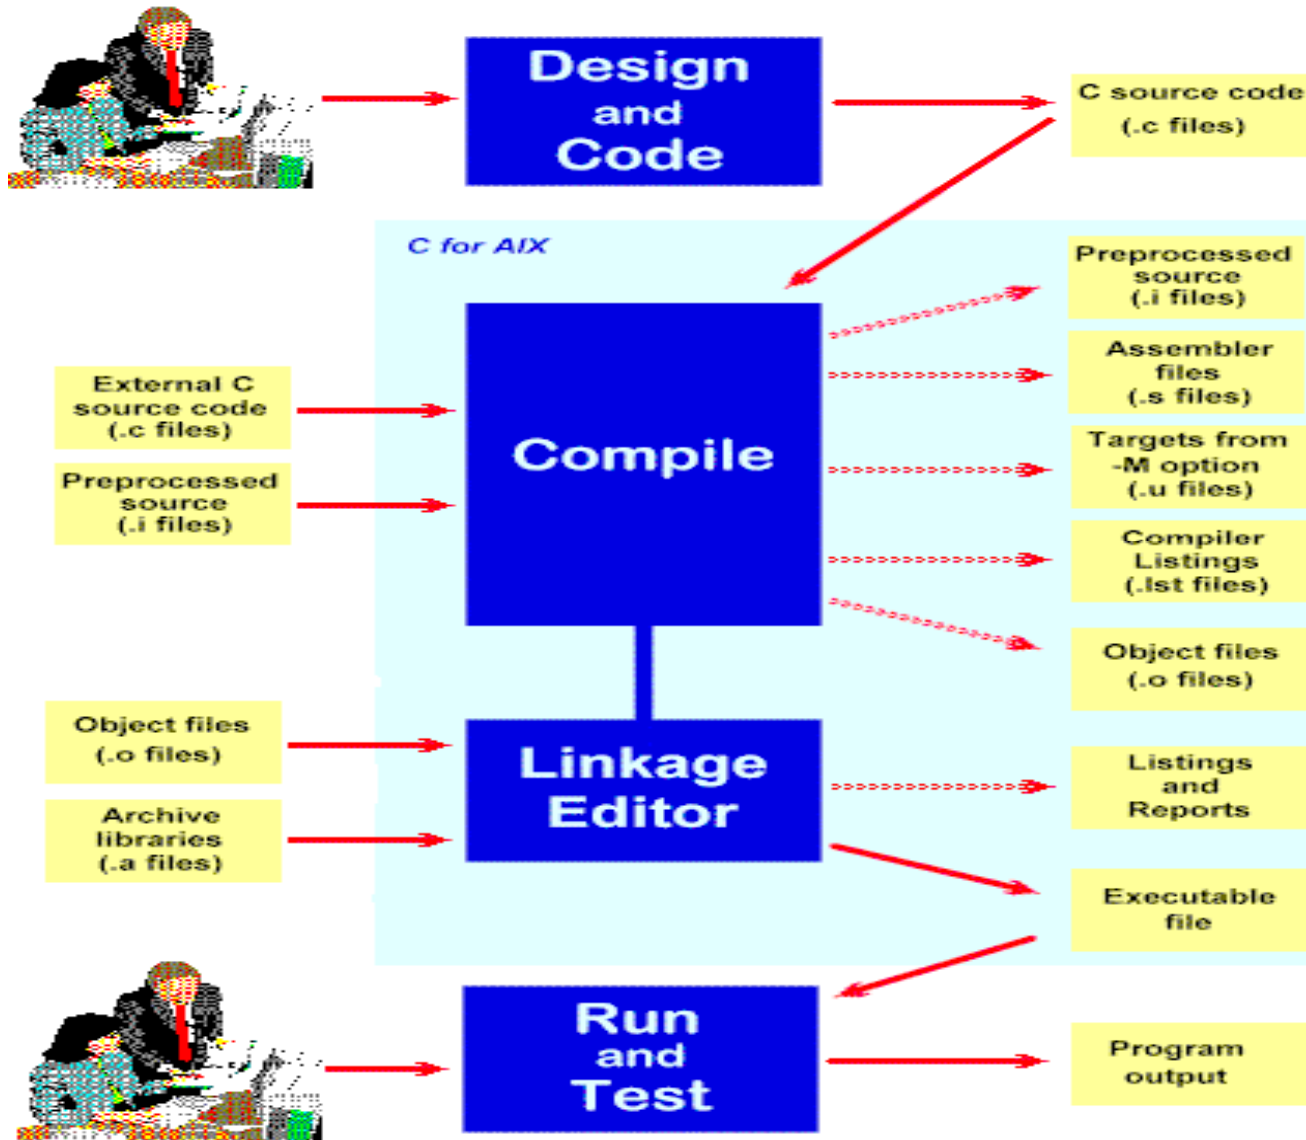 Design
and
Code
C source code
(.c files)
C for AIX
Preprocessed
source
(.i files)
Assembler
files
(.s files)
External C
source code
(.c files)
Compile
Targets from
-M option
(.u files)
Preprocessed
source
(.i files)
Compiler
Listings
(.lst files)
Object files
(.o files)
Object files
(.o files)
Linkage
Editor
Listings
and
Reports
Archive
libraries
(.a files)
Executable
file
Run
and
Test
Program
output